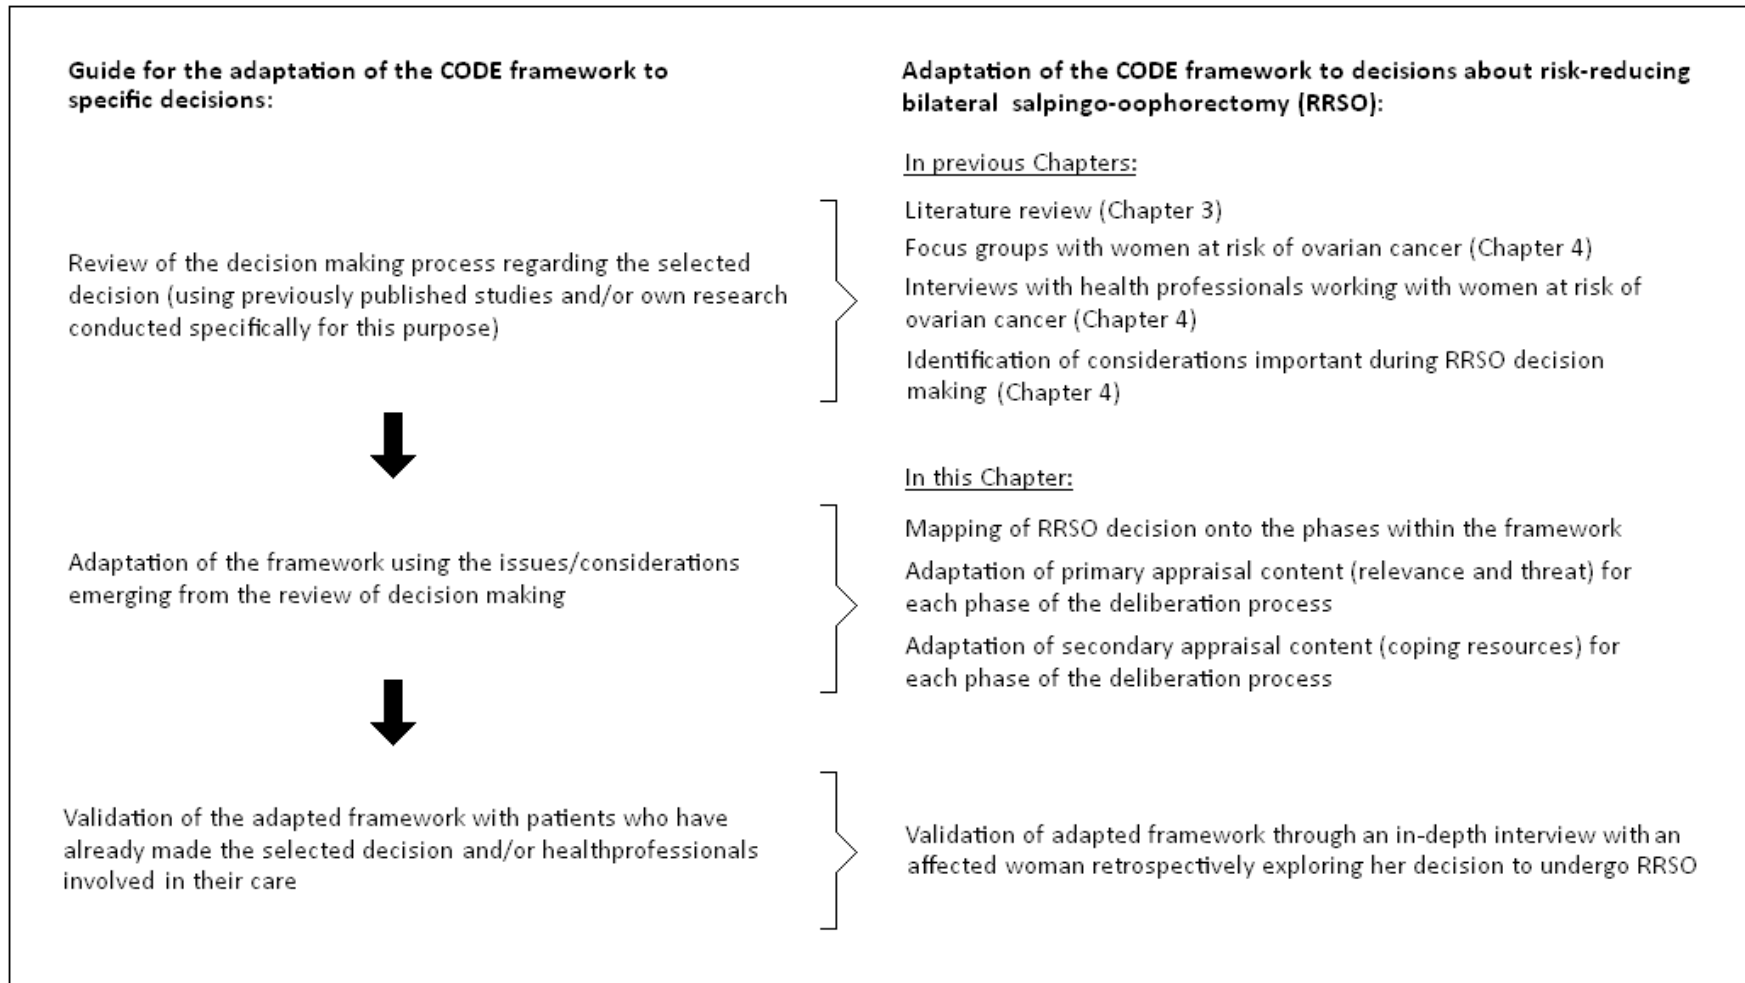 Guide for the adaptation of the CODE framework to
specific decisions:
Review of the decision making process regarding the selected
decision (using previously published studies and/or own research
conducted specifically for this purpose)
Adaptation of the framework using the issues/considerations
emerging from the review of decision making
Validation of the adapted framework with patients who have
already made the selected decision and/or healthprofessionals
involved in their care
Adaptation of the CODE framework to decisions about risk-reducing
bilateral salpingo-oophorectomy (RRSO):
In previous Chapters:
Literature review (Chapter 3)
Focus groups with women at risk of ovarian cancer (Chapter 4)
Interviews with health professionals working with women at risk of
ovarian cancer (Chapter 4)
Identification of considerations important during RRSO decision
making (Chapter 4)
In this Chapter:
Mapping of RRSO decision onto the phases within the framework
Adaptation of primary appraisal content (relevance and threat) for
each phase of the deliberation process
Adaptation of secondary appraisal content (coping resources) for
each phase of the deliberation process
Validation of adapted framework through an in-depth interview with an
affected woman retrospectively exploring her decision to undergo RRSO